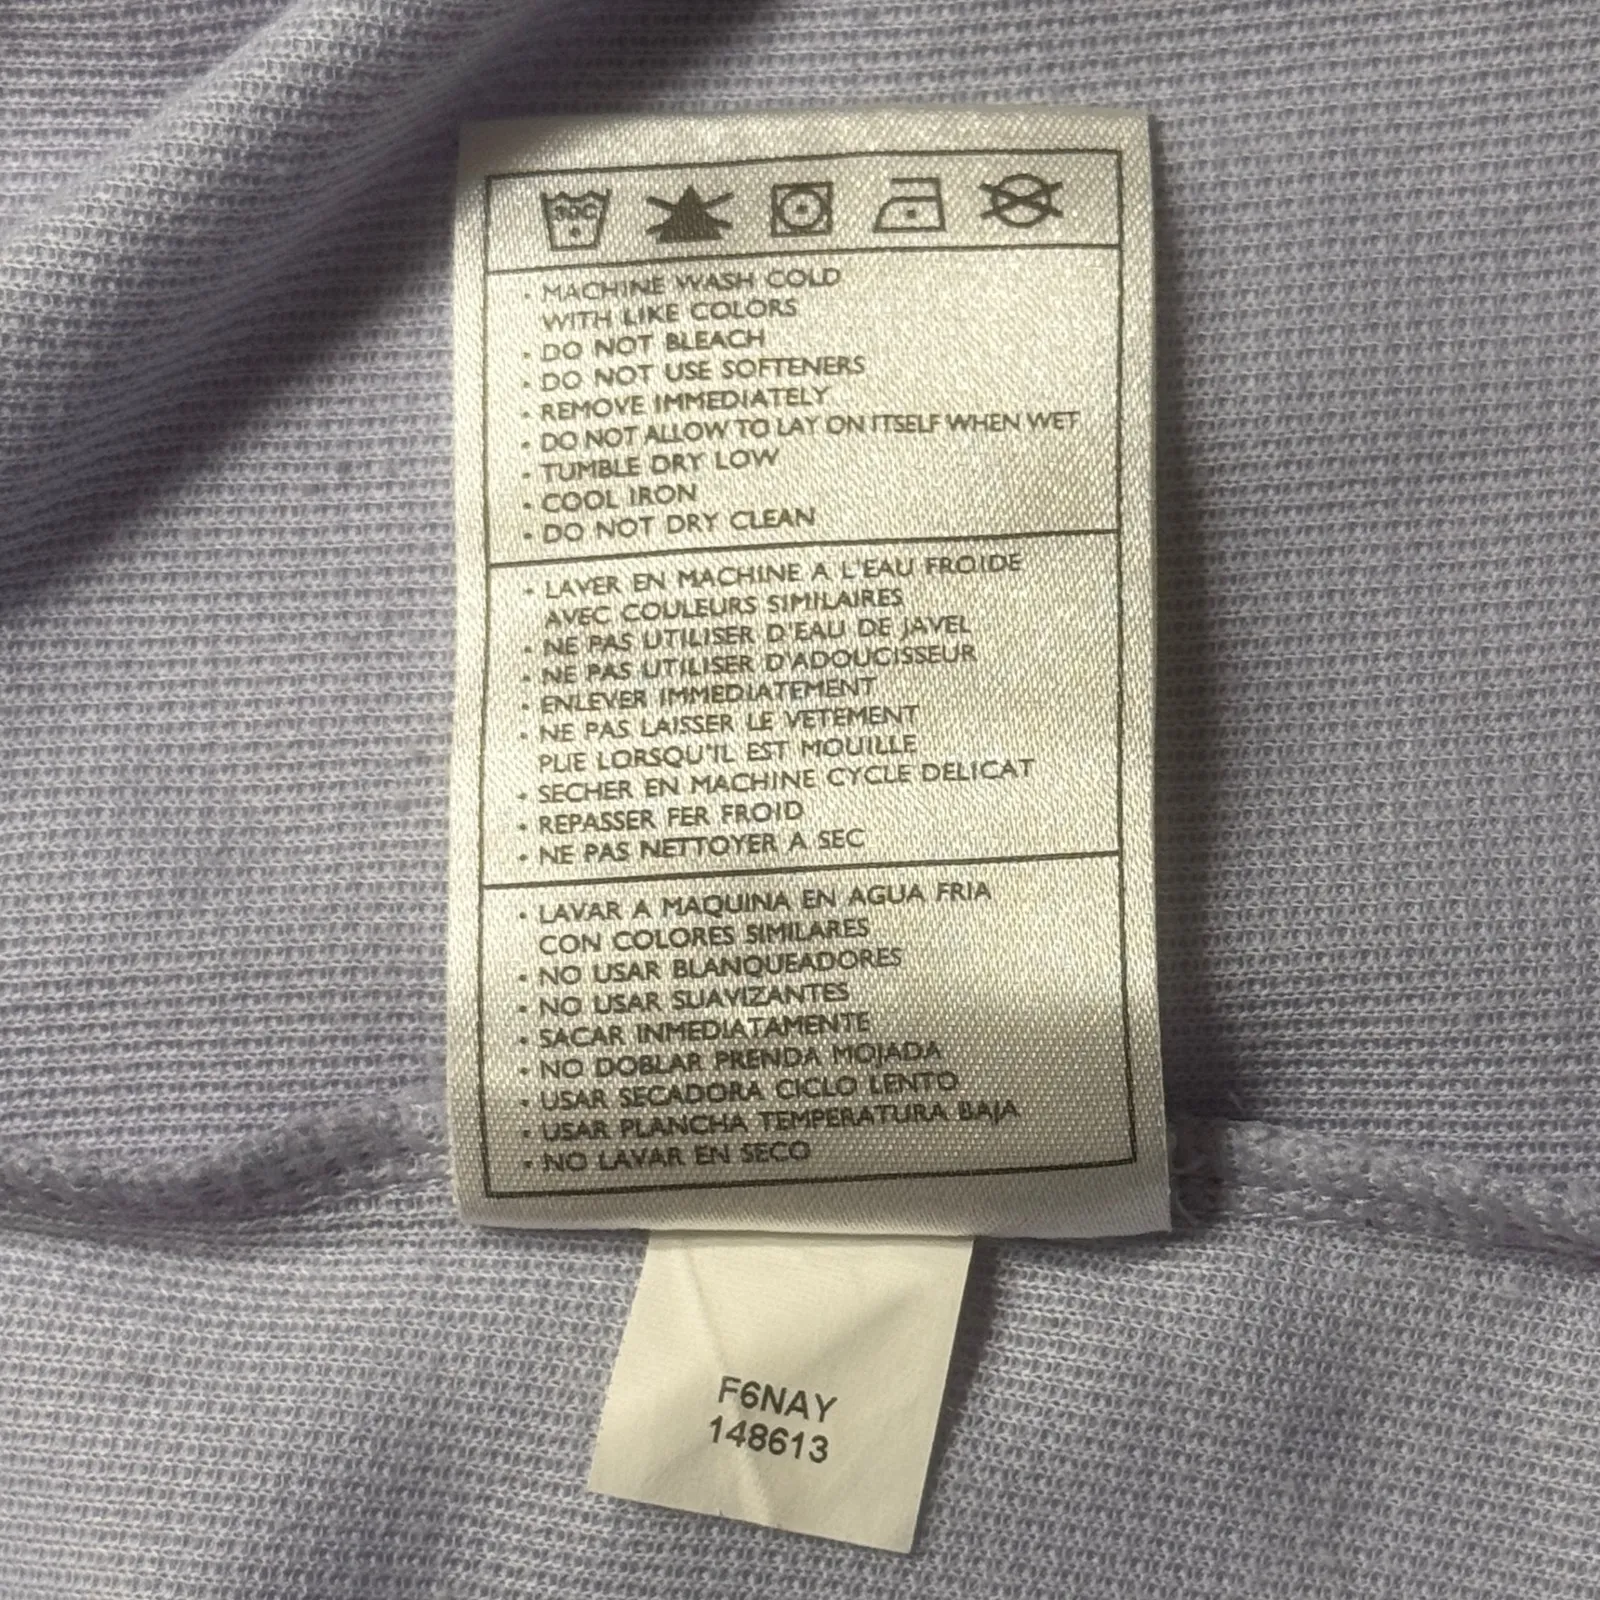 30C
• MACHINE WASH COLD
WITH LIKE COLORS
• DO NOT BLEACH
• DO NOT USE SOFTENERS
• REMOVE IMMEDIATELY
• DO NOT ALLOW TO LAY ON ITSELF WHEN WET
• TUMBLE DRY LOW
• COOL IRON
• DO NOT DRY CLEAN
• LAVER EN MACHINE A L'EAU FROIDE
AVEC COULEURS SIMILAIRES
• NE PAS UTILISER D'EAU DE JAVEL
• NE PAS UTILISER D'ADOUCISSEUR
• ENLEVER IMMEDIATEMENT
• NE PAS LAISSER LE VETEMENT
PLIE LORSQU'IL EST MOUILLE
• SECHER EN MACHINE CYCLE DELICAT
• REPASSER FER FROID
• NE PAS NETTOYER A SEC
• LAVAR A MAQUINA EN AGUA FRIA
CON COLORES SIMILARES
• NO USAR BLANQUEADORES
• NO USAR SUAVIZANTES
• SACAR INMEDIATAMENTE
• NO DOBLAR PRENDA MOJADA
• USAR SECADORA CICLO LENTO
• USAR PLANCHA TEMPERATURA BAJA
• NO LAVAR EN SECO
F6NAY
148613